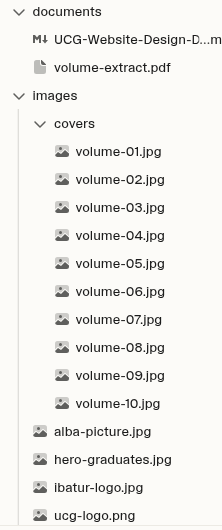 documents
UCG-Website-Design-D...m
volume-extract.pdf
images
covers
volume-01.jpg
volume-02.jpg
volume-03.jpg
volume-04.jpg
volume-05.jpg
volume-06.jpg
volume-07.jpg
volume-08.jpg
volume-09.jpg
volume-10.jpg
alba-picture.jpg
hero-graduates.jpg
ibatur-logo.jpg
ucg-logo.png